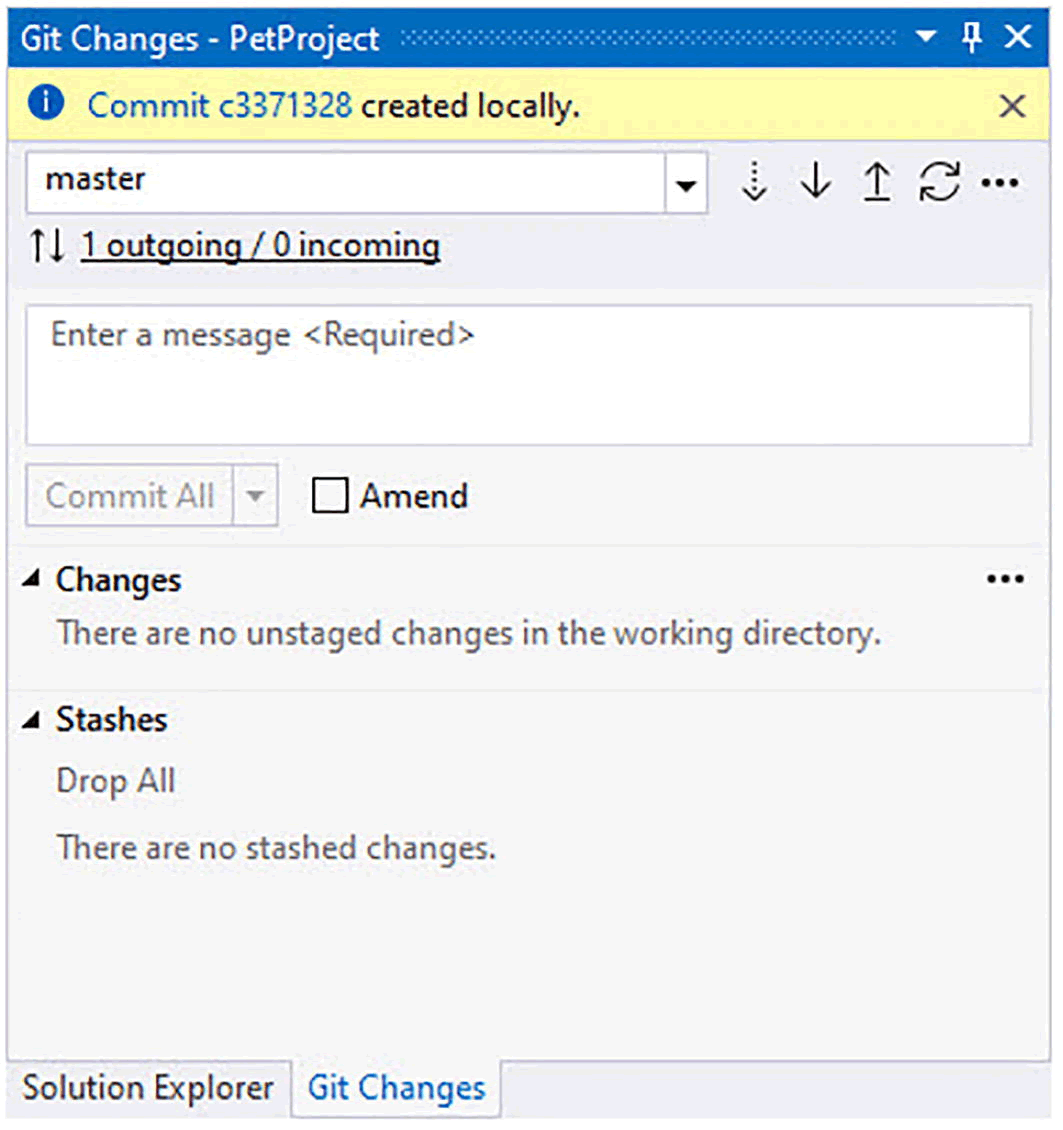 Git Changes - PetProject
Commit c3371328 created locally.
master
1 outgoing / 0 incoming
Enter a message <Required>
Commit All Amend
Changes
There are no unstaged changes in the working directory.
Stashes
Drop All
There are no stashed changes.
Solution Explorer Git Changes